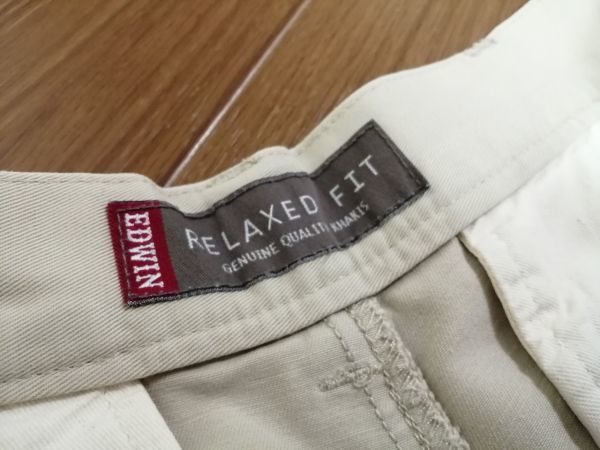 EDWIN
RELAXED FIT
GENUINE QUALITY KHAKIS